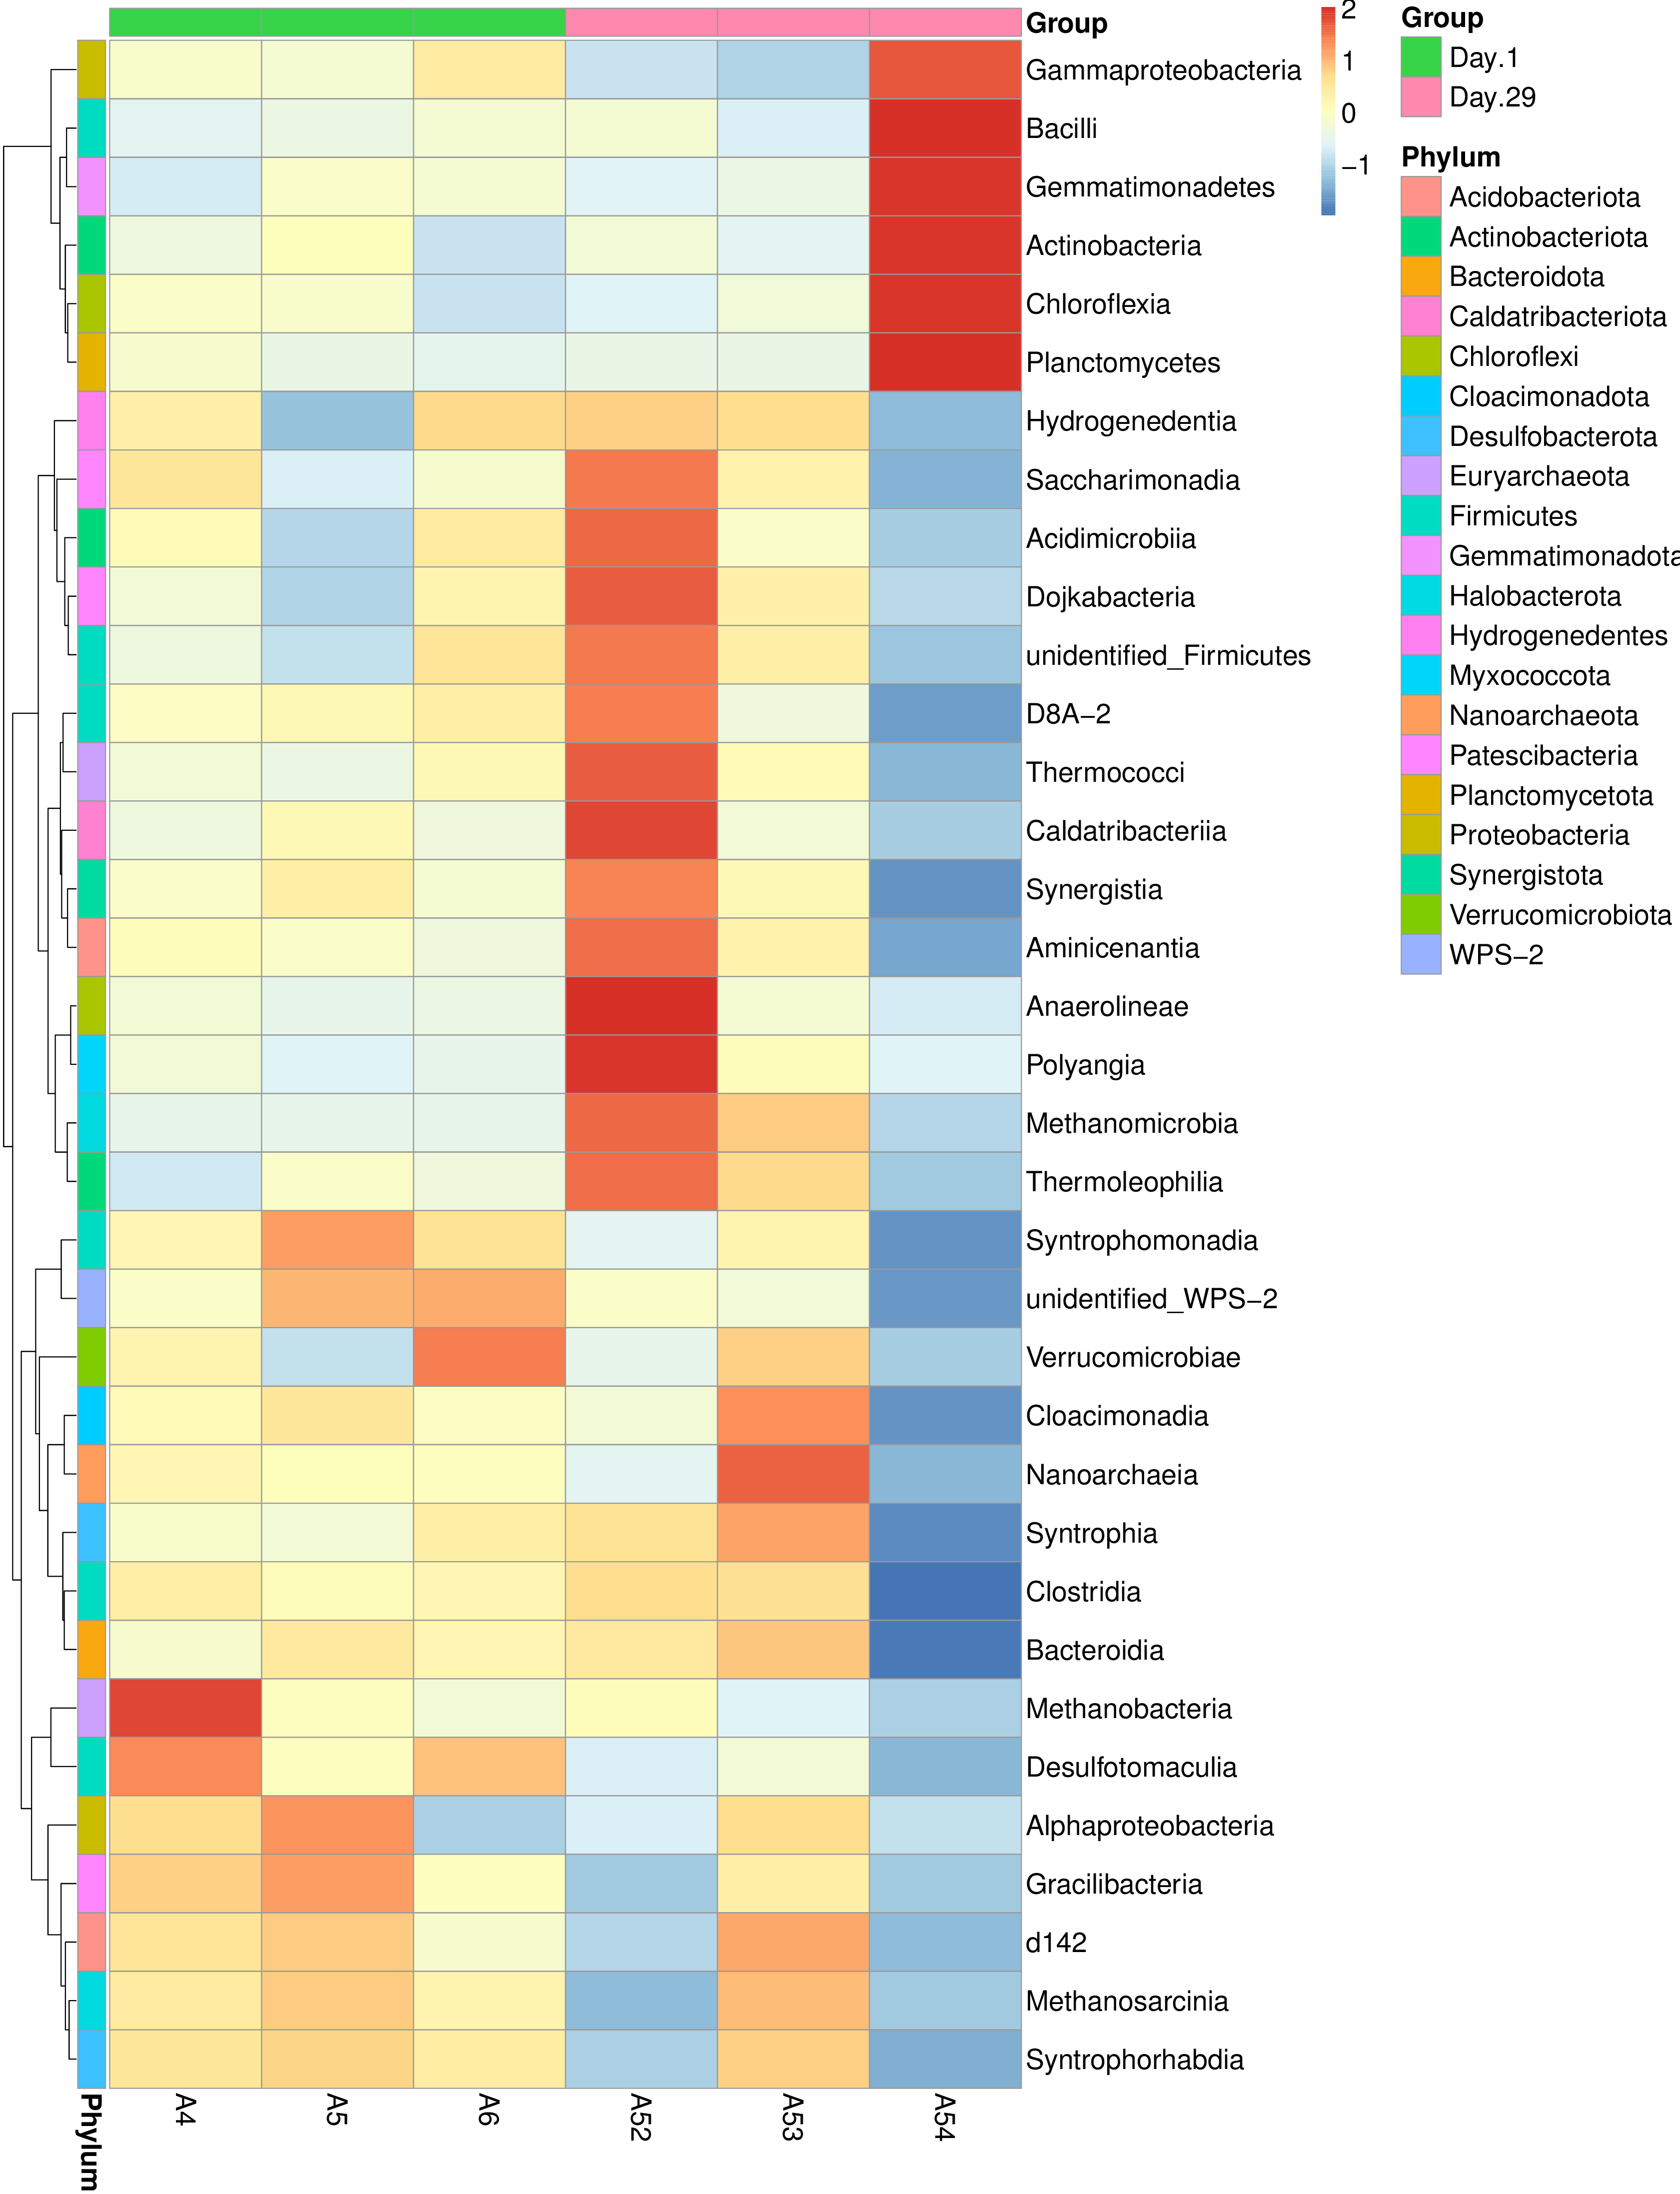 Group
Gammaproteobacteria
Bacilli
Gemmatimonadetes
Actinobacteria
Chloroflexia
Planctomycetes
Hydrogenedentia
Saccharimonadia
Acidimicrobiia
Dojkabacteria
unidentified_Firmicutes
D8A−2
Thermococci
Caldatribacteriia
Synergistia
Aminicenantia
Anaerolineae
Polyangia
Methanomicrobia
Thermoleophilia
Syntrophomonadia
unidentified_WPS−2
Verrucomicrobiae
Cloacimonadia
Nanoarchaeia
Syntrophia
Clostridia
Bacteroidia
Methanobacteria
Desulfotomaculia
Alphaproteobacteria
Gracilibacteria
d142
Methanosarcinia
Syntrophorhabdia
Phylum
A4
A5
A6
A52
A53
A54
2
1
0
−1
Group
Day.1
Day.29
Phylum
Acidobacteriota
Actinobacteriota
Bacteroidota
Caldatribacteriota
Chloroflexi
Cloacimonadota
Desulfobacterota
Euryarchaeota
Firmicutes
Gemmatimonadota
Halobacterota
Hydrogenedentes
Myxococcota
Nanoarchaeota
Patescibacteria
Planctomycetota
Proteobacteria
Synergistota
Verrucomicrobiota
WPS−2